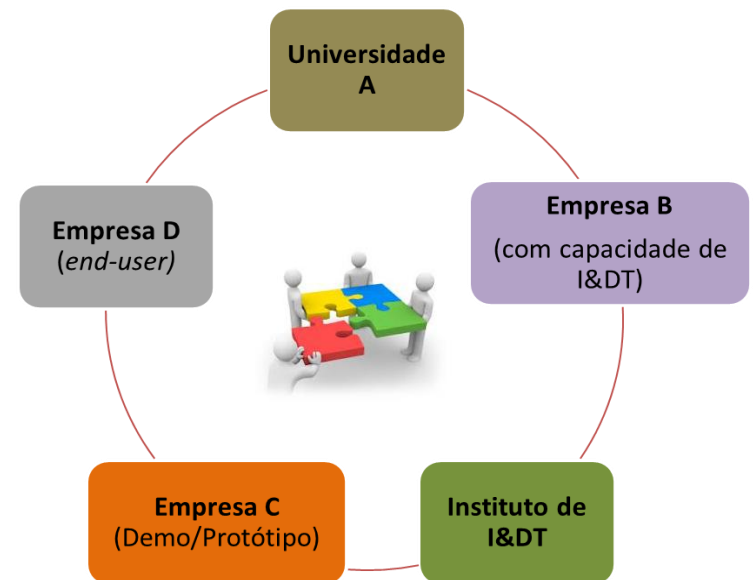 Universidade
A
Empresa B
(com capacidade de
I&DT)
Instituto de
I&DT
Empresa C
(Demo/Protótipo)
Empresa D
(end-user)